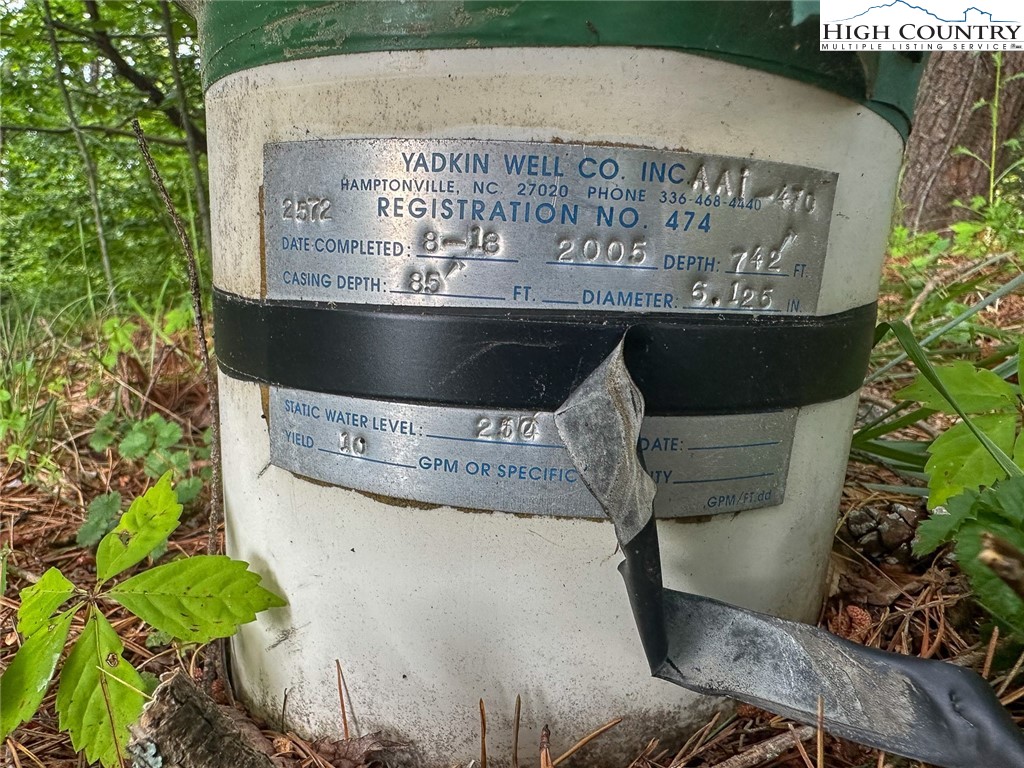 HIGH COUNTRY
MULTIPLE LISTING SERVICE
YADKIN WELL CO. INC. AAI 470
HAMPTONVILLE, NC. 27020 PHONE 336-468-4440
2572 REGISTRATION NO. 474
DATE COMPLETED: 8-18 2005 DEPTH: 742' FT.
CASING DEPTH: 85' FT. DIAMETER: 6.125 IN.
STATIC WATER LEVEL: DATE:
YIELD 10 GPM OR SPECIFIC
GPM/FT.dd